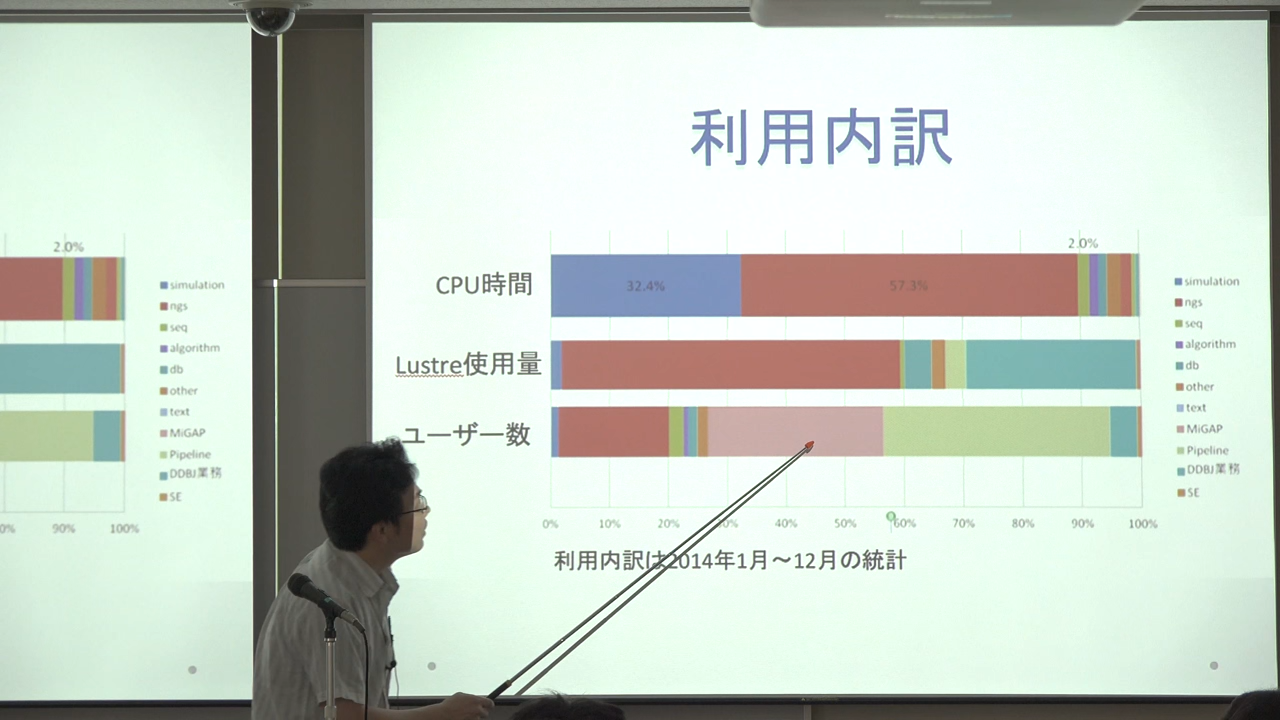 2.0%
simulation
ngs
seq
algorithm
db
other
text
MiGAP
Pipeline
DDBJ業務
SE
90%
100%
利用内訳
2.0%
CPU時間
32.4%
57.3%
Lustre使用量
ユーザー数
simulation
ngs
seq
algorithm
db
other
text
MiGAP
Pipeline
DDBJ業務
SE
0% 10% 20% 30% 40% 50% 60% 70% 80% 90% 100%
利用内訳は2014年1月～12月の統計